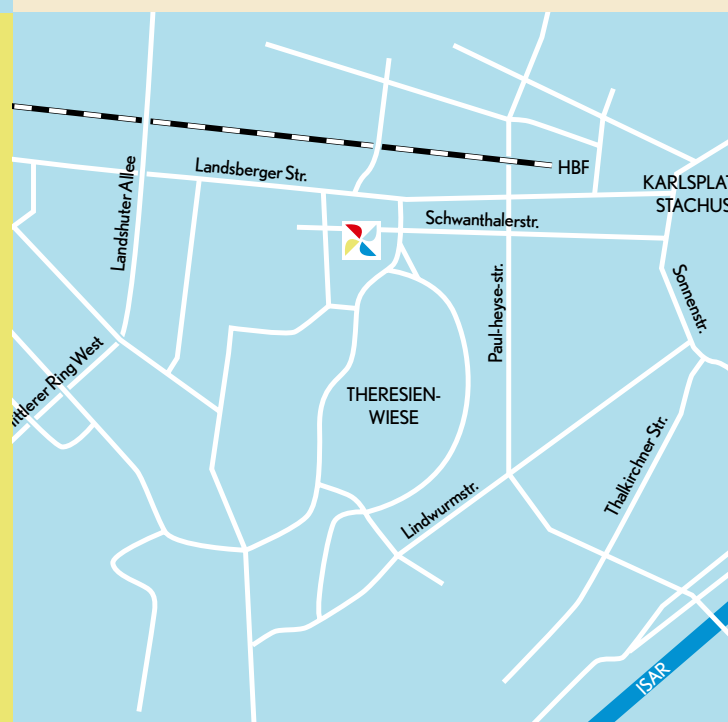 HBF
Landshuter Allee
Landsberger Str.
KARLSPLAT
STACHUS
Schwanthalerstr.
Paul-heyse-str.
Sonnenstr.
ittlerer Ring West
THERESIEN-
WIESE
Thalkirchner Str.
Lindwurmstr.
ISAR